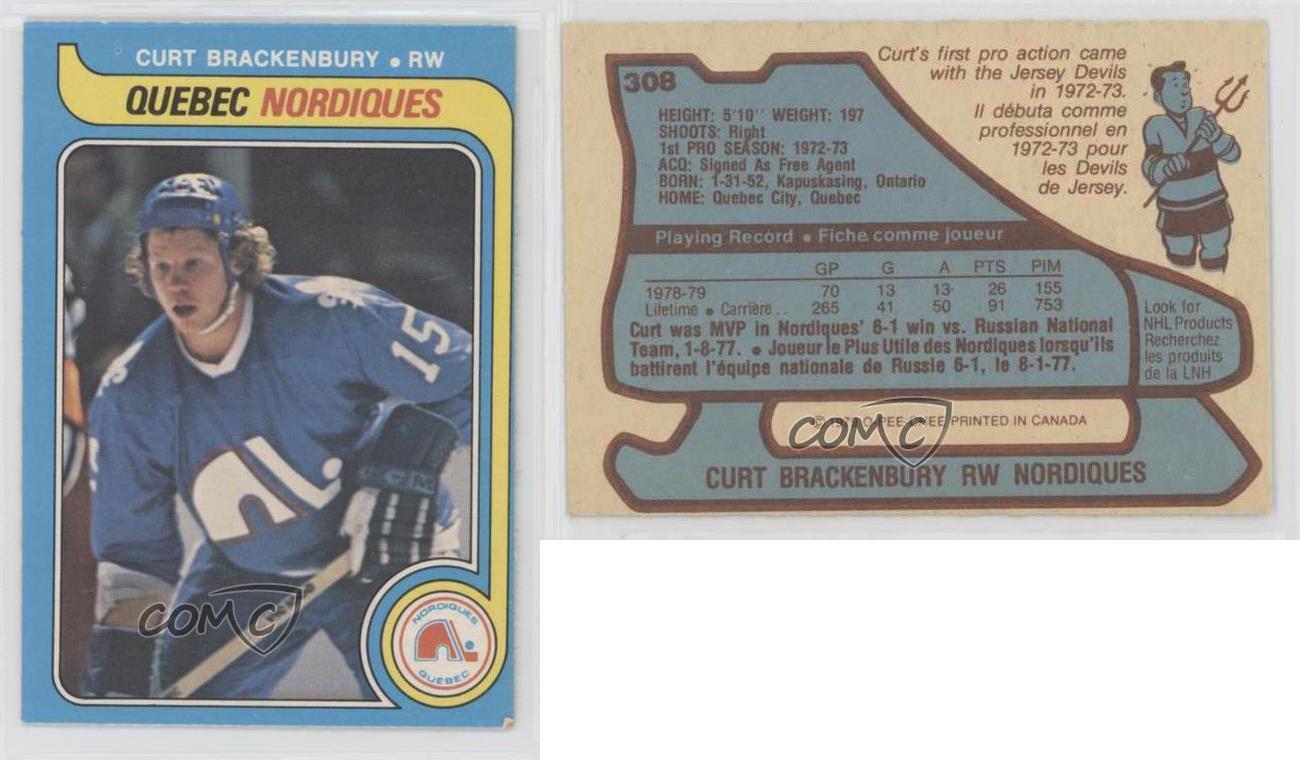 CURT BRACKENBURY • RW
QUEBEC NORDIQUES
15
CCM
NORDIQUES
QUEBEC
COMC
308
HEIGHT: 5'10'' WEIGHT: 197
SHOOTS: Right
1st PRO SEASON: 1972-73
ACQ: Signed As Free Agent
BORN: 1-31-52, Kapuskasing, Ontario
HOME: Quebec City, Quebec
Curt's first pro action came
with the Jersey Devils
in 1972-73.
Il débuta comme
professionnel en
1972-73 pour
les Devils
de Jersey.
Playing Record • Fiche comme joueur
GP G A PTS PIM
1978-79 70 13 13 26 155
Lifetime • Carrière .. 265 41 50 91 753
Curt was MVP in Nordiques' 6-1 win vs. Russian National
Team, 1-8-77. • Joueur le Plus Utile des Nordiques lorsqu'ils
battirent l'équipe nationale de Russie 6-1, le 8-1-77.
Look for
NHL Products
Recherchez
les produits
de la LNH
© 1979 O-PEE-CHEE PRINTED IN CANADA
COMC
CURT BRACKENBURY RW NORDIQUES